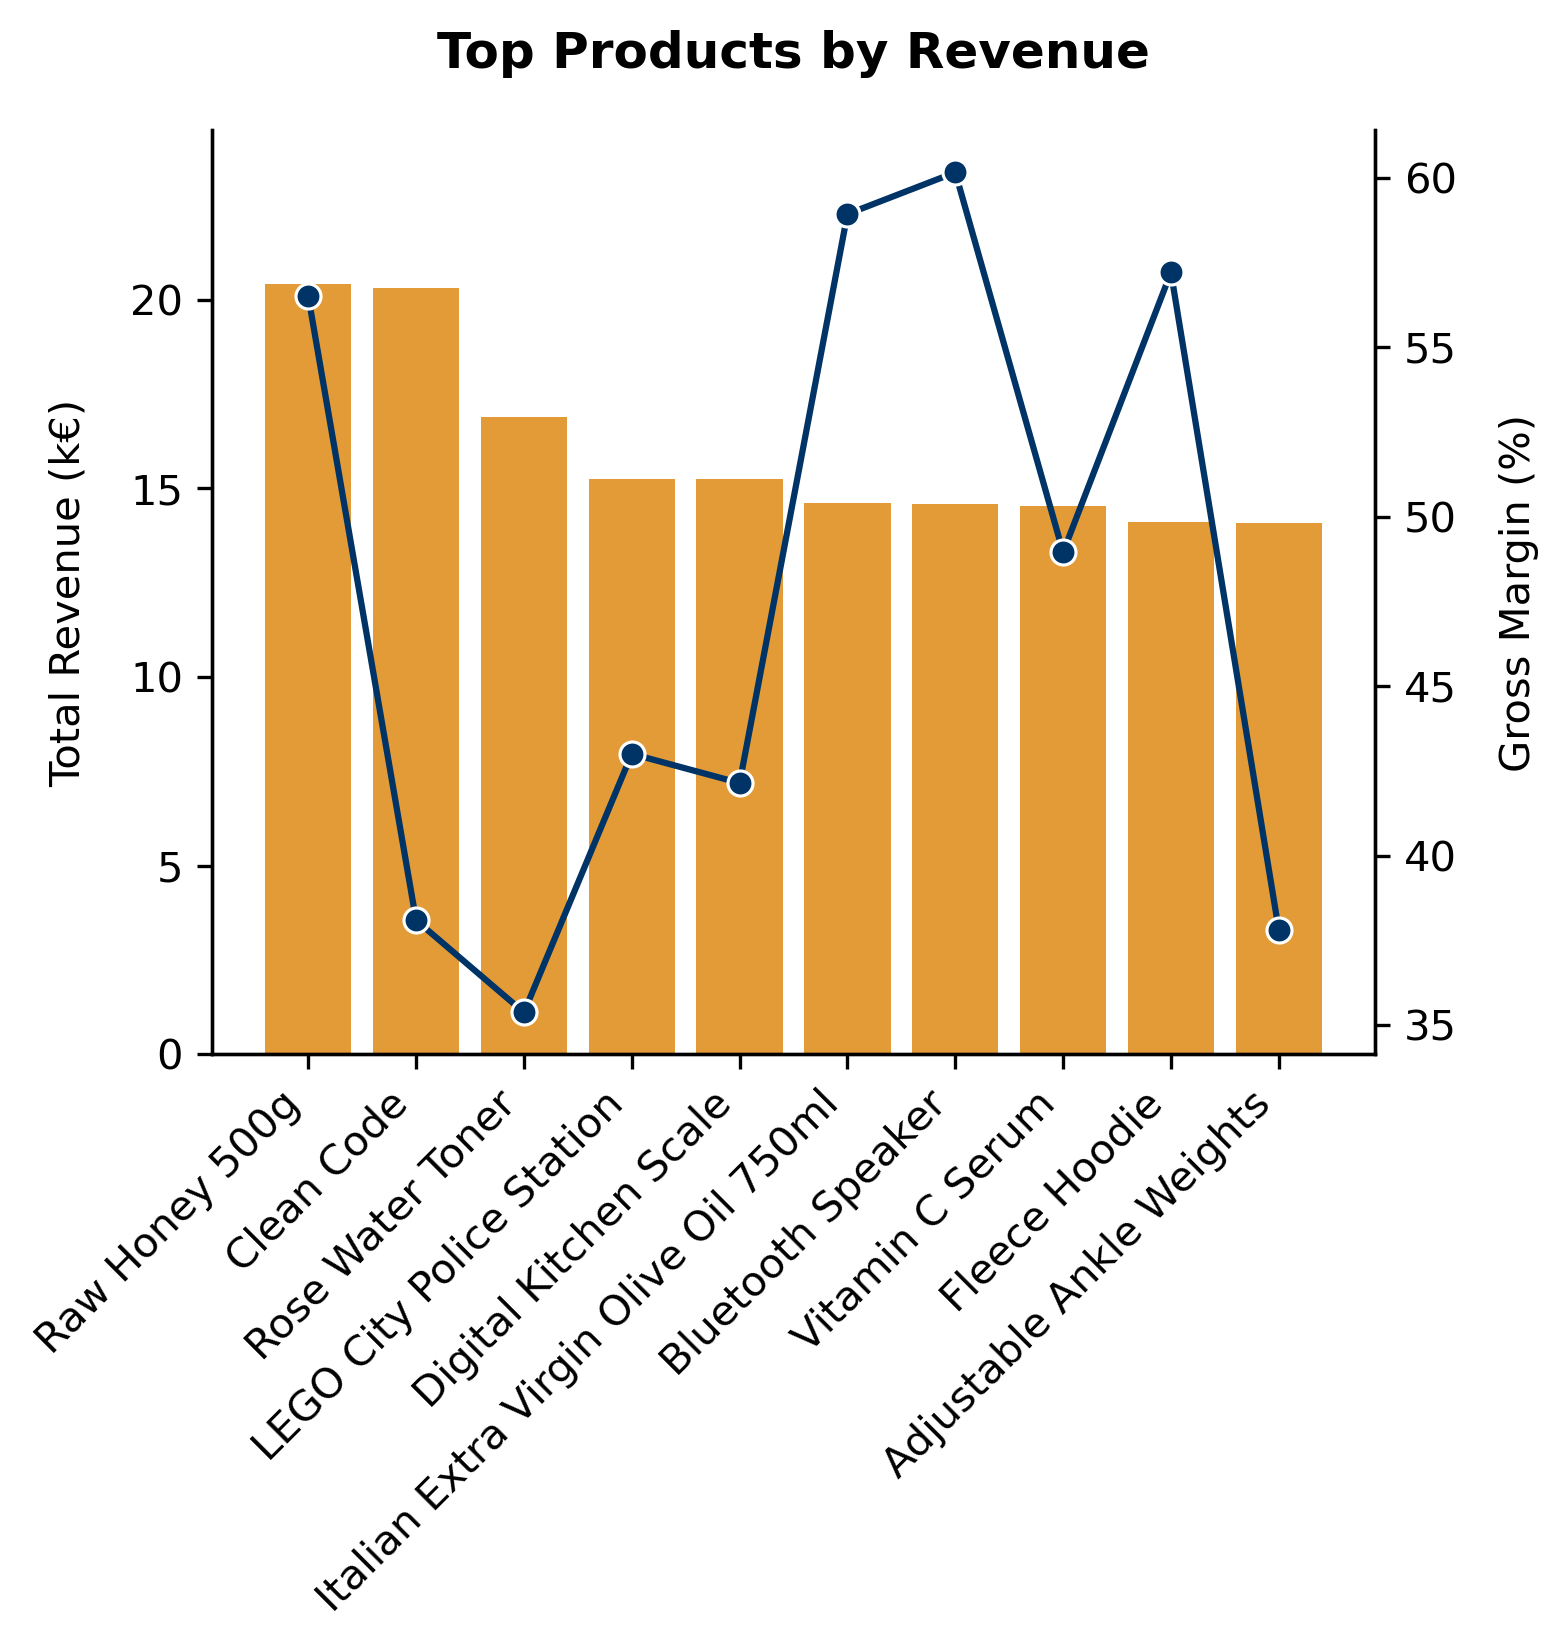 Top Products by Revenue
Total Revenue (k€)
20
15
10
5
0
60
55
50
45
40
35
Gross Margin (%)
Raw Honey 500g
Clean Code
Rose Water Toner
LEGO City Police Station
Digital Kitchen Scale
Italian Extra Virgin Olive Oil 750ml
Bluetooth Speaker
Vitamin C Serum
Fleece Hoodie
Adjustable Ankle Weights